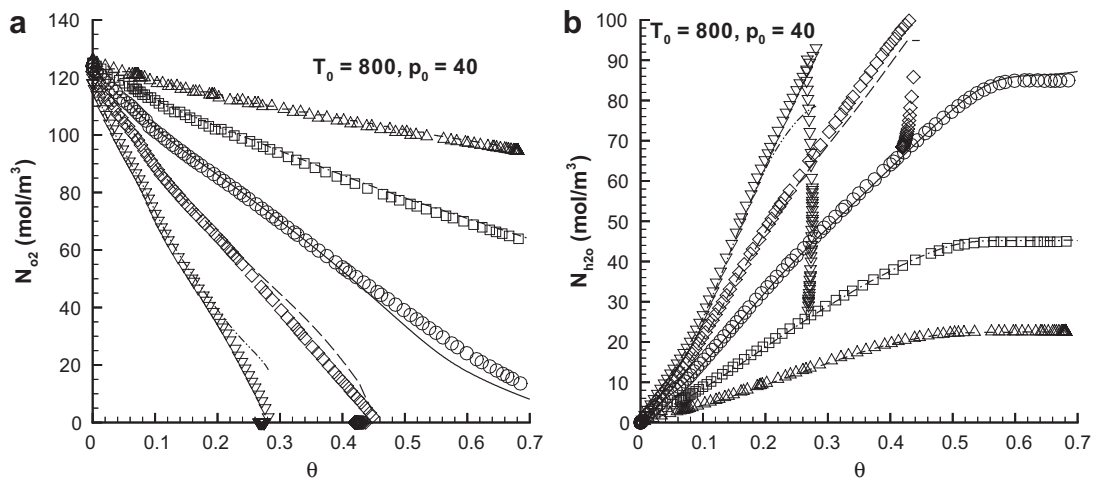 a
T₀ = 800, p₀ = 40
N_o2 (mol/m³)
140
120
100
80
60
40
20
0
0 0.1 0.2 0.3 0.4 0.5 0.6 0.7
θ
b
T₀ = 800, p₀ = 40
N_h2o (mol/m³)
100
90
80
70
60
50
40
30
20
10
0
0 0.1 0.2 0.3 0.4 0.5 0.6 0.7
θ